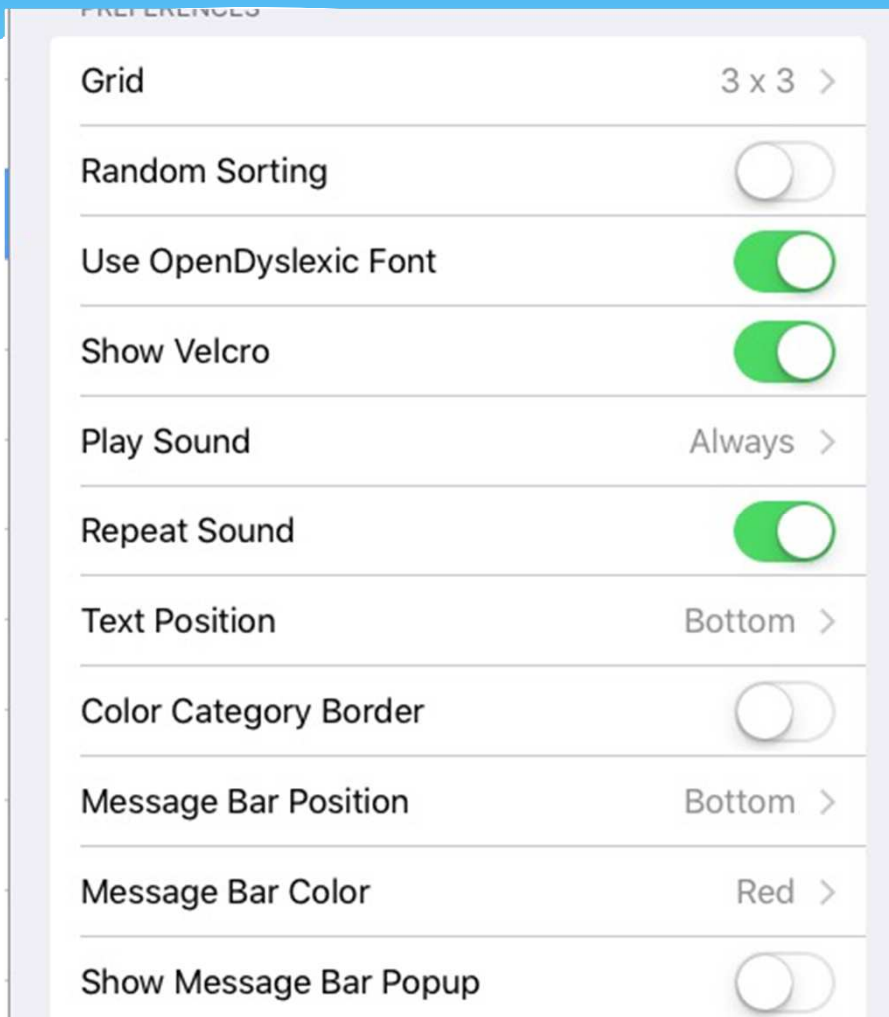 PREFERENCES
Grid 3 x 3
Random Sorting
Use OpenDyslexic Font
Show Velcro
Play Sound Always
Repeat Sound
Text Position Bottom
Color Category Border
Message Bar Position Bottom
Message Bar Color Red
Show Message Bar Popup